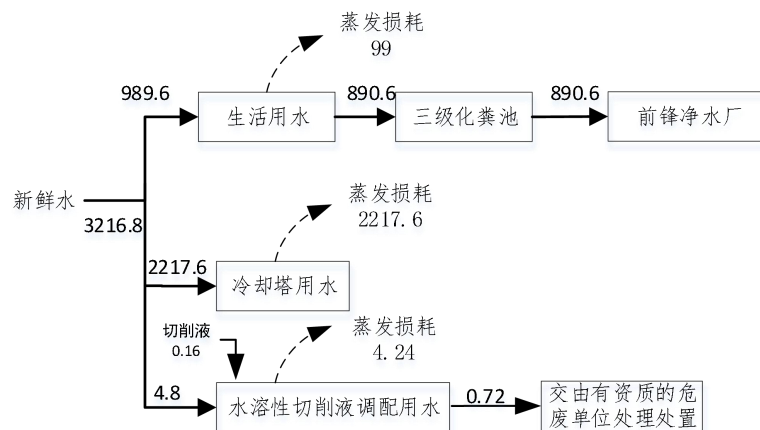 蒸发损耗
99
989.6
生活用水
890.6
三级化粪池
890.6
前锋净水厂
新鲜水
3216.8
蒸发损耗
2217.6
2217.6
冷却塔用水
切削液
0.16
蒸发损耗
4.24
4.8
水溶性切削液调配用水
0.72
交由有资质的危
废单位处理处置